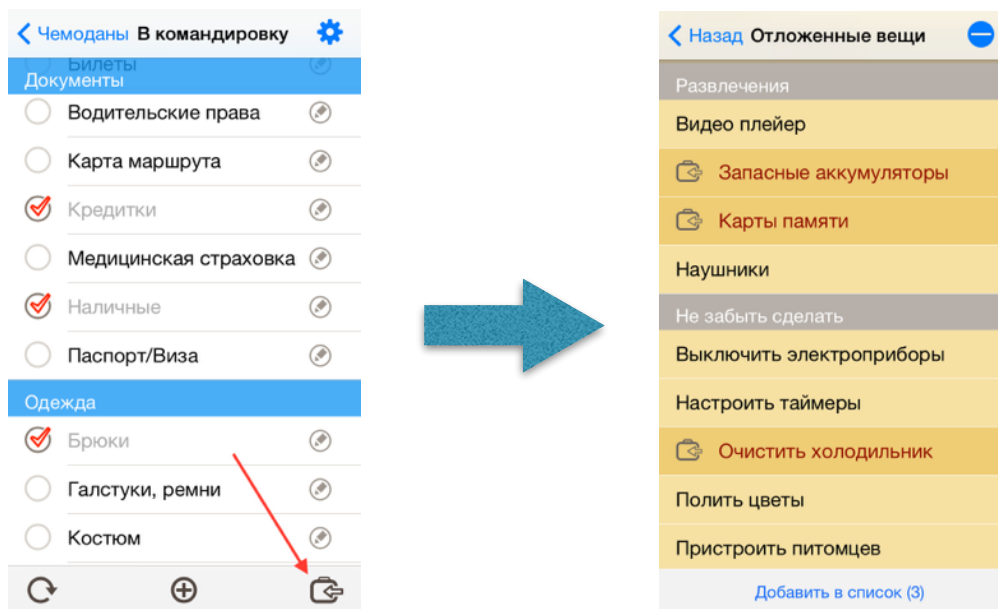 Чемоданы В командировку
Билеты
Документы
Водительские права
Карта маршрута
Кредитки
Медицинская страховка
Наличные
Паспорт/Виза
Одежда
Брюки
Галстуки, ремни
Костюм
Назад Отложенные вещи
Развлечения
Видео плейер
Запасные аккумуляторы
Карты памяти
Наушники
Не забыть сделать
Выключить электроприборы
Настроить таймеры
Очистить холодильник
Полить цветы
Пристроить питомцев
Добавить в список (3)